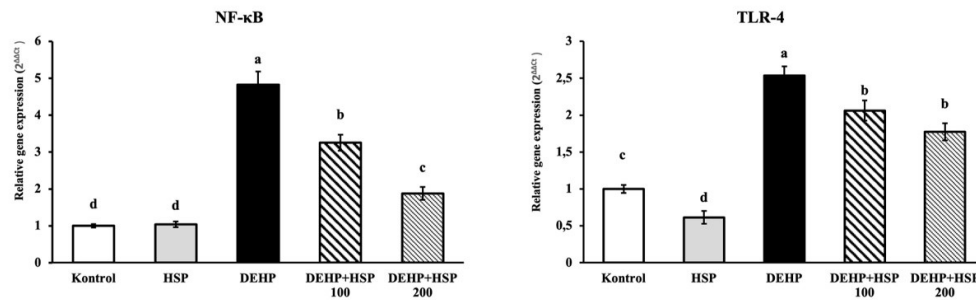 NF-κB
Relative gene expression (2^ΔΔCt)
6
5
4
3
2
1
0
d
d
a
b
c
Kontrol
HSP
DEHP
DEHP+HSP
100
DEHP+HSP
200
TLR-4
Relative gene expression (2^ΔΔCt)
3
2,5
2
1,5
1
0,5
0
c
d
a
b
b
Kontrol
HSP
DEHP
DEHP+HSP
100
DEHP+HSP
200